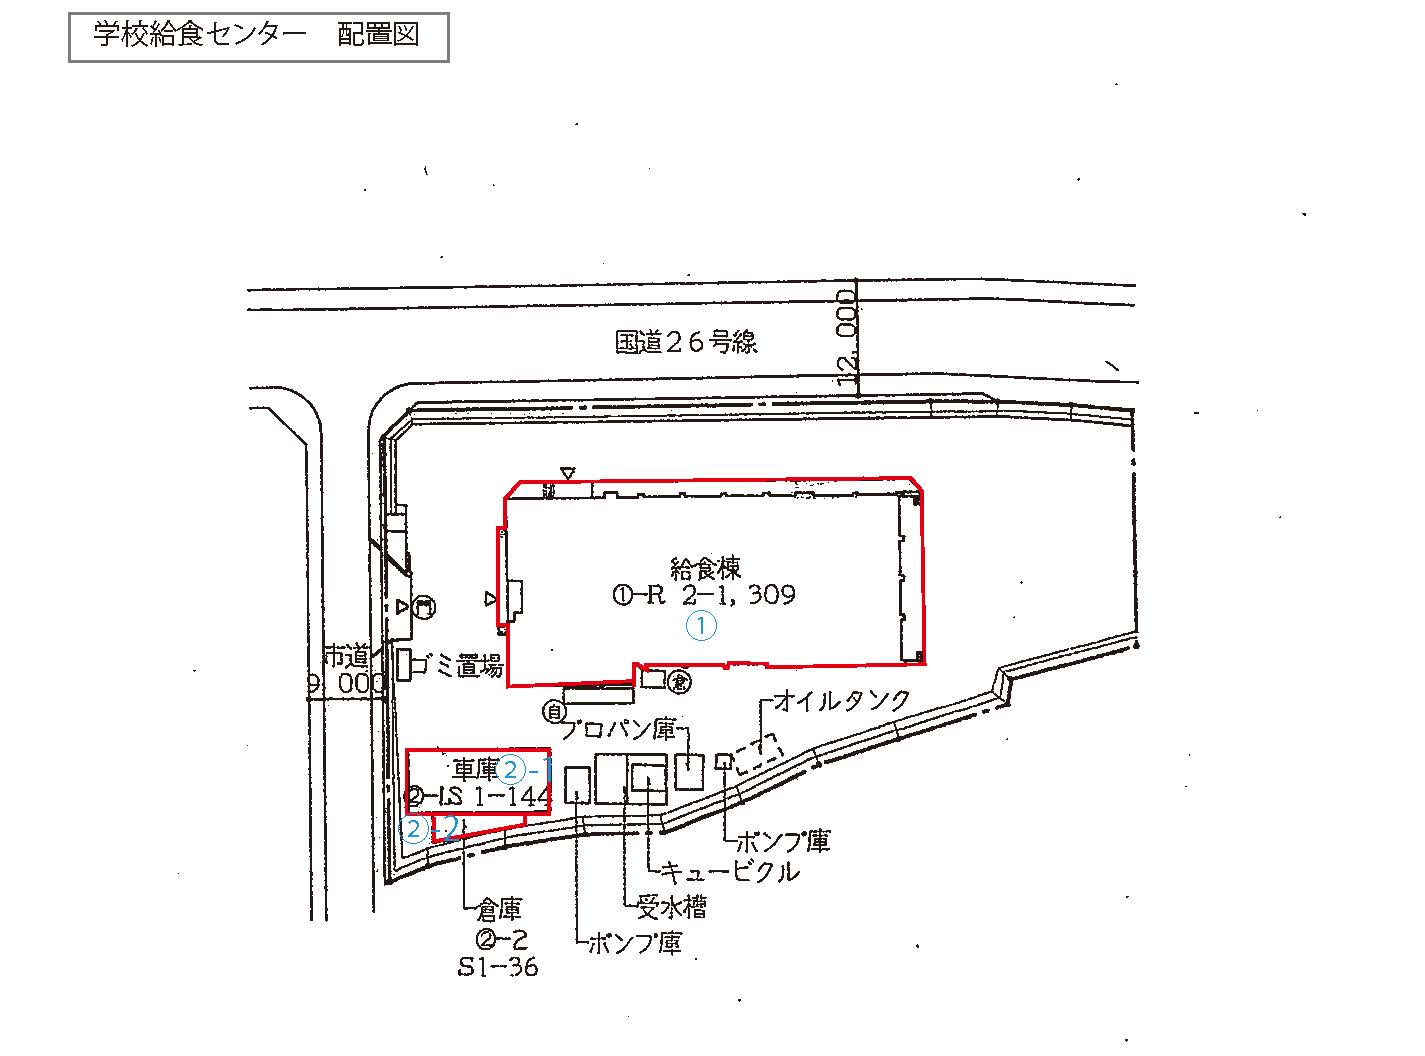 学校給食センター　配置図
国道26号線
12,000
給食棟
①-R 2-1,309
①
門
市道
9,000
ゴミ置場
倉
自
オイルタンク
プロパン庫
車庫②-1
②-1S 1-144
②-2
ポンプ庫
キュービクル
受水槽
倉庫
ポンプ庫
②-2
S1-36